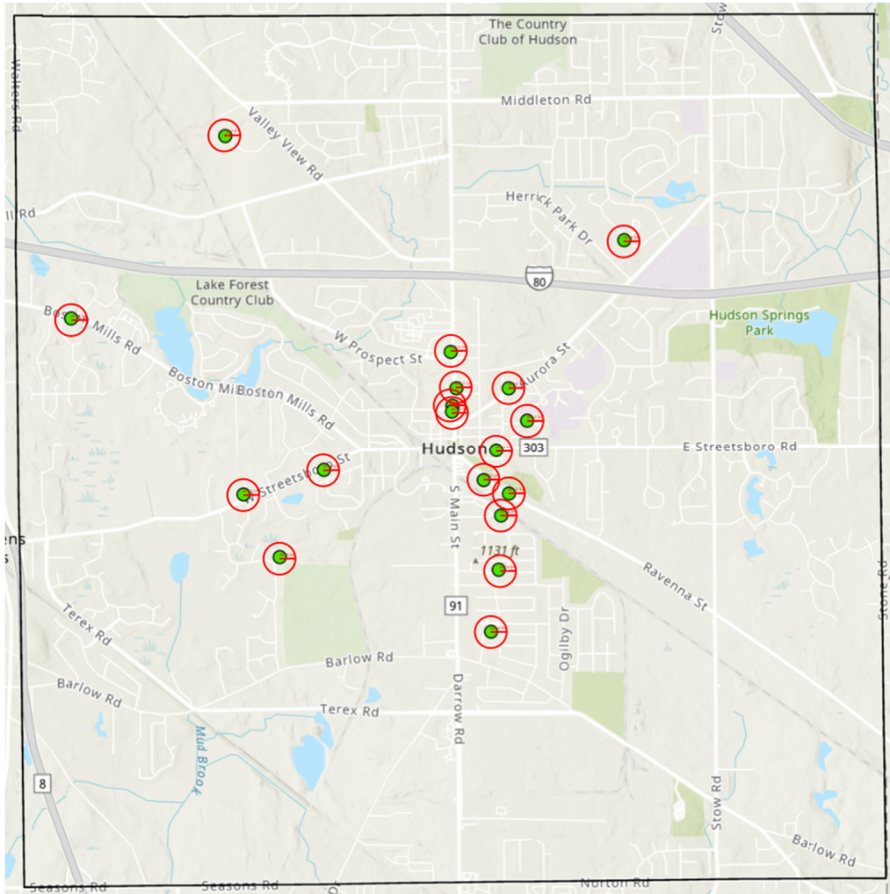 The Country
Club of Hudson
Stow
Walters Rd
Middleton Rd
Valley View Rd
Herrick Park Dr
ll Rd
80
Lake Forest
Country Club
Hudson Springs
Park
Boston Mills Rd
W Prospect St
Aurora St
Boston Mi
Boston Mills Rd
Hudson
303
E Streetsboro Rd
W Streetsboro St
S Main St
ens
s
1131 ft
Ravenna St
Stone Rd
91
Ogilby Dr
Terex Rd
Barlow Rd
Barlow Rd
Terex Rd
Darrow Rd
Mud Brook
8
Stow Rd
Barlow Rd
Seasons Rd
Seasons Rd
Norton Rd